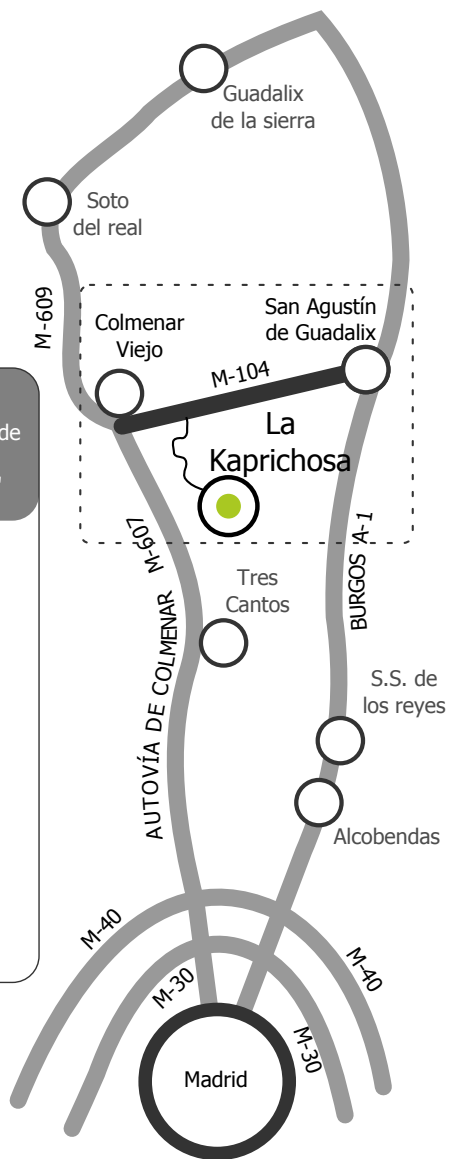 Guadalix
de la sierra
Soto
del real
M-609
Colmenar
Viejo
San Agustín
de Guadalix
M-104
de
La
Kaprichosa
M-607
BURGOS A-1
Tres
Cantos
AUTOVÍA DE COLMENAR
S.S. de
los reyes
Alcobendas
M-40
M-40
M-30
M-30
Madrid